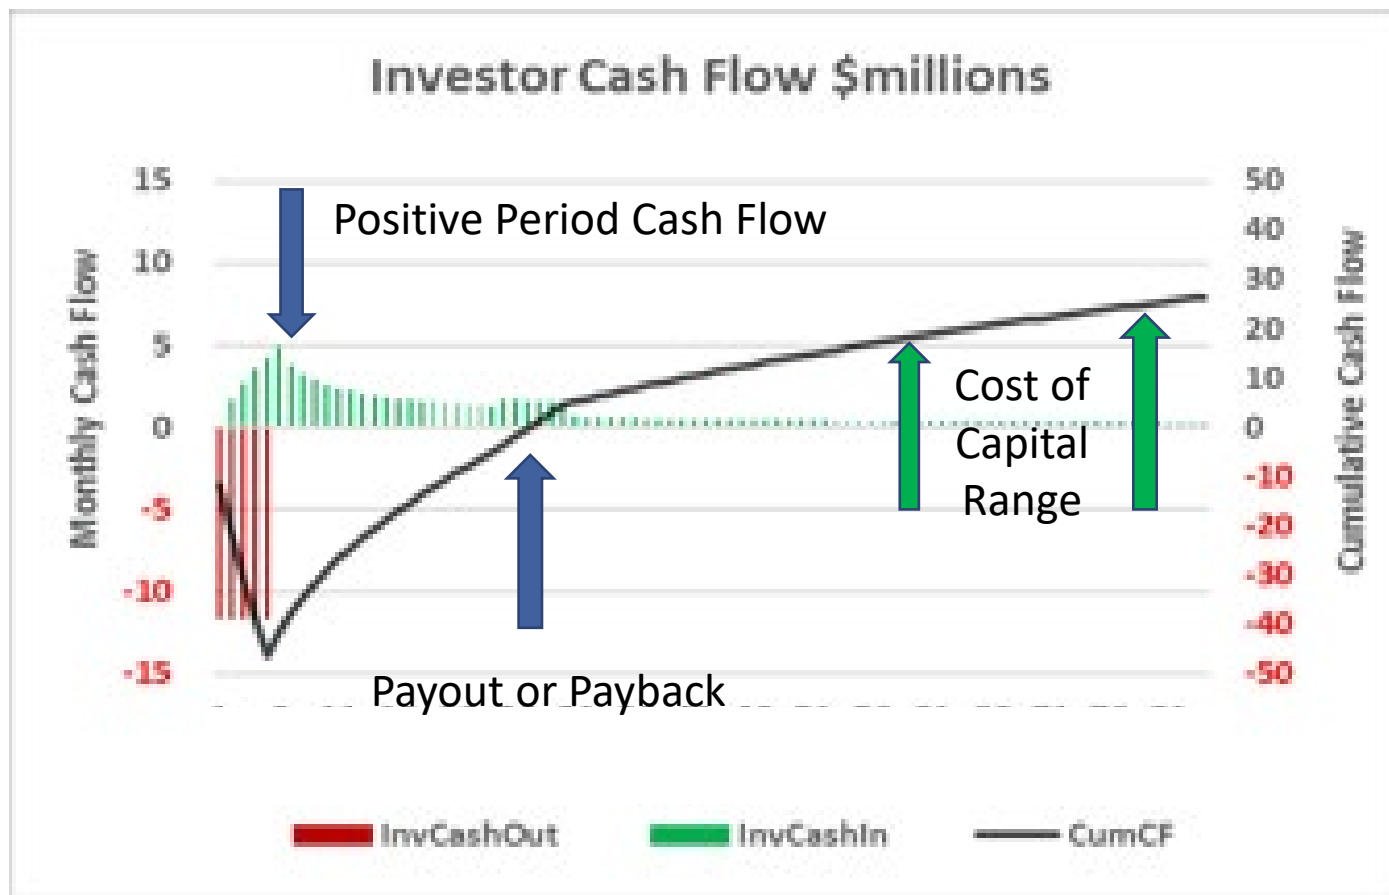 Investor Cash Flow $millions
15
10
5
0
-5
-10
-15
Monthly Cash Flow
50
40
30
20
10
0
-10
-20
-30
-40
-50
Cumulative Cash Flow
Positive Period Cash Flow
Cost of
Capital
Range
Payout or Payback
InvCashOut
InvCashIn
CumCF